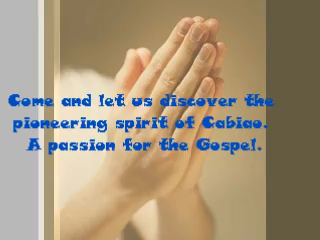 Come and let us discover the
pioneering spirit of Cabiao.
A passion for the Gospel.